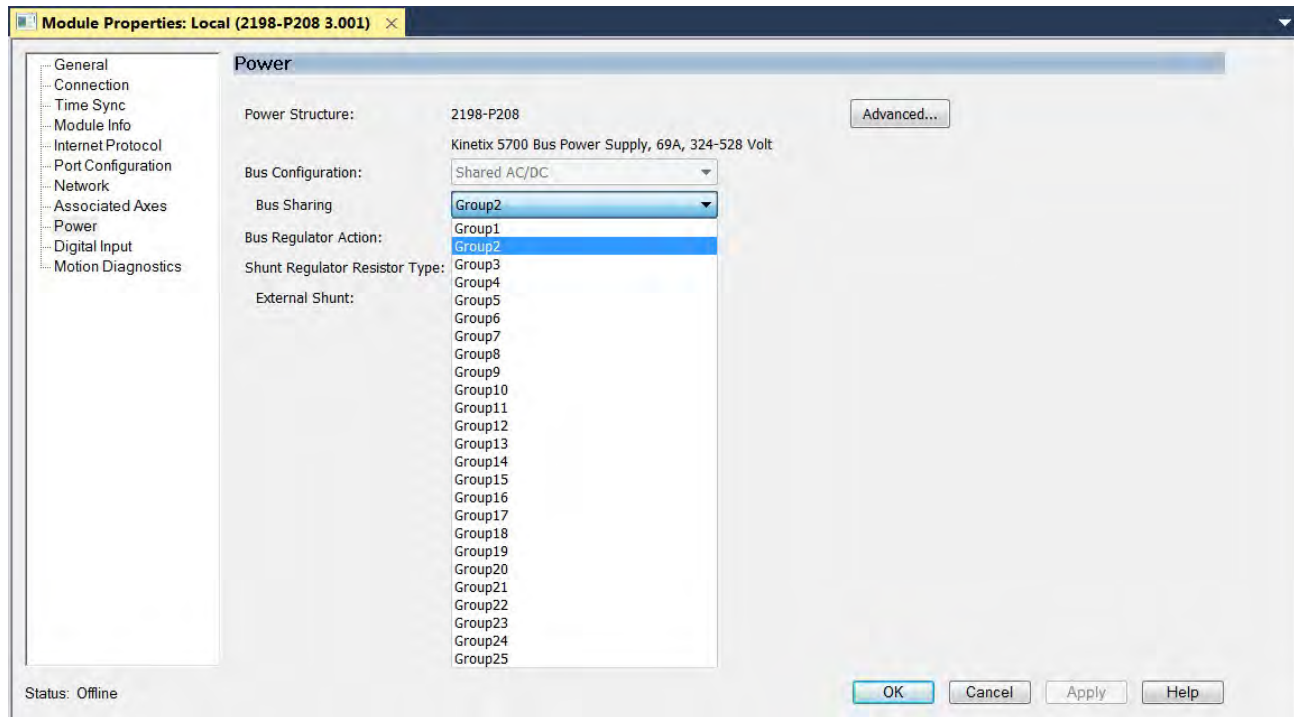 Module Properties: Local (2198-P208 3.001)
General
Connection
Time Sync
Module Info
Internet Protocol
Port Configuration
Network
Associated Axes
Power
Digital Input
Motion Diagnostics
Power
Power Structure: 2198-P208 Advanced...
Kinetix 5700 Bus Power Supply, 69A, 324-528 Volt
Bus Configuration: Shared AC/DC
Bus Sharing Group2
Bus Regulator Action:
Shunt Regulator Resistor Type:
External Shunt:
Group1
Group2
Group3
Group4
Group5
Group6
Group7
Group8
Group9
Group10
Group11
Group12
Group13
Group14
Group15
Group16
Group17
Group18
Group19
Group20
Group21
Group22
Group23
Group24
Group25
Status: Offline OK Cancel Apply Help